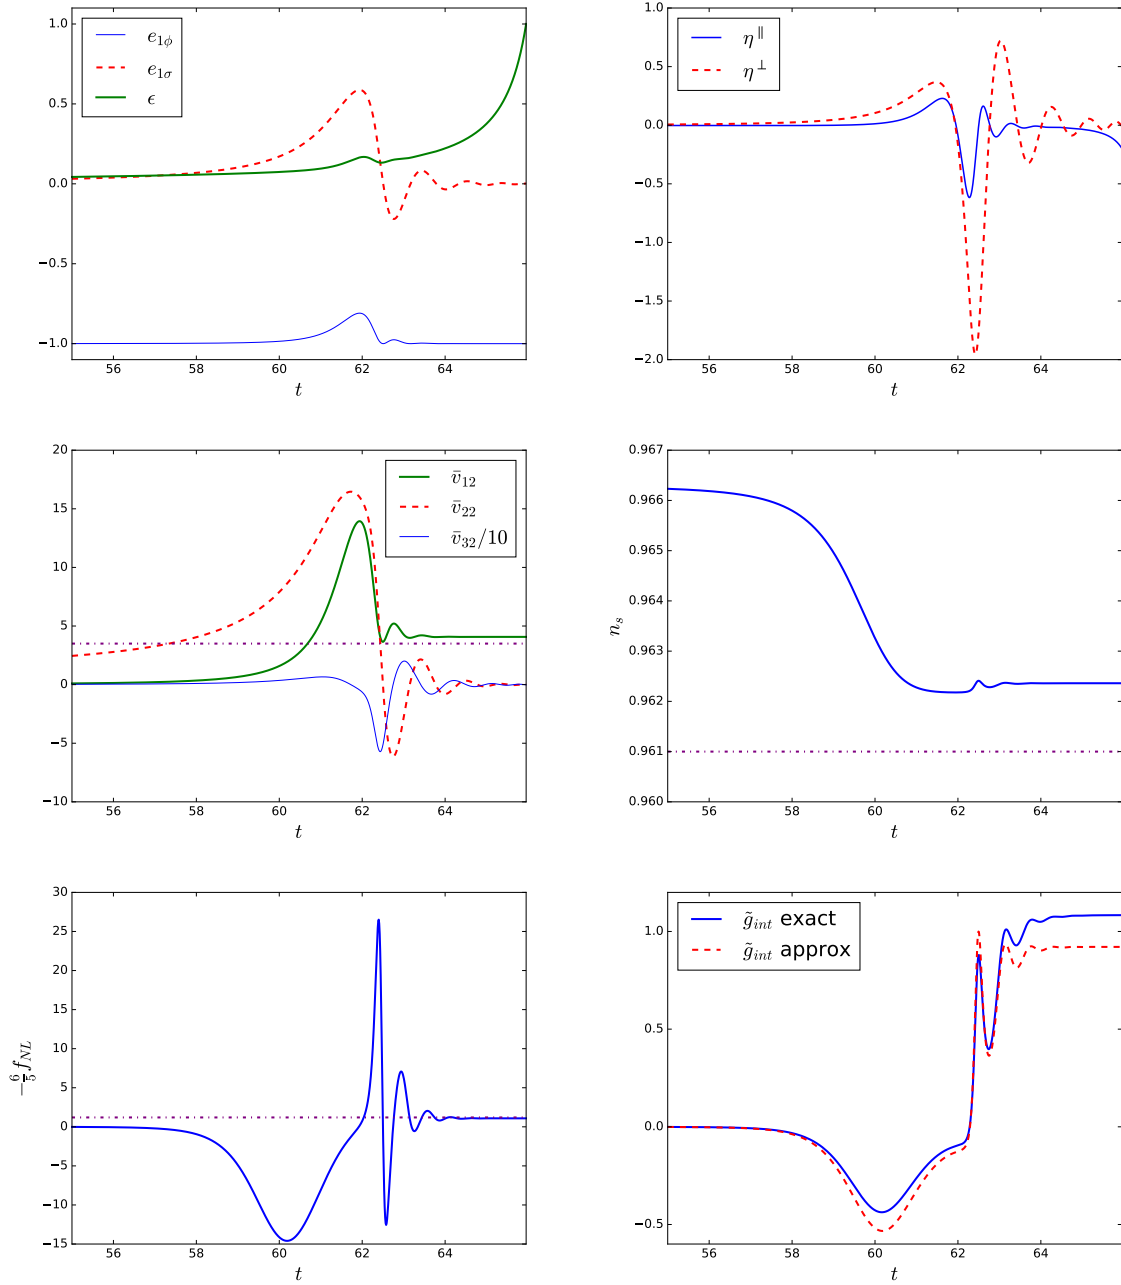 1.0
0.5
0.0
−0.5
−1.0
56 58 60 62 64
t
e1φ
e1σ
ϵ
1.0
0.5
0.0
−0.5
−1.0
−1.5
−2.0
56 58 60 62 64
t
η∥
η⊥
20
15
10
5
0
−5
−10
56 58 60 62 64
t
v̄12
v̄22
v̄32/10
0.967
0.966
0.965
0.964
0.963
0.962
0.961
0.960
ns
56 58 60 62 64
t
30
25
20
15
10
5
0
−5
−10
−15
−6/5 fNL
56 58 60 62 64
t
1.0
0.5
0.0
−0.5
56 58 60 62 64
t
g̃int exact
g̃int approx